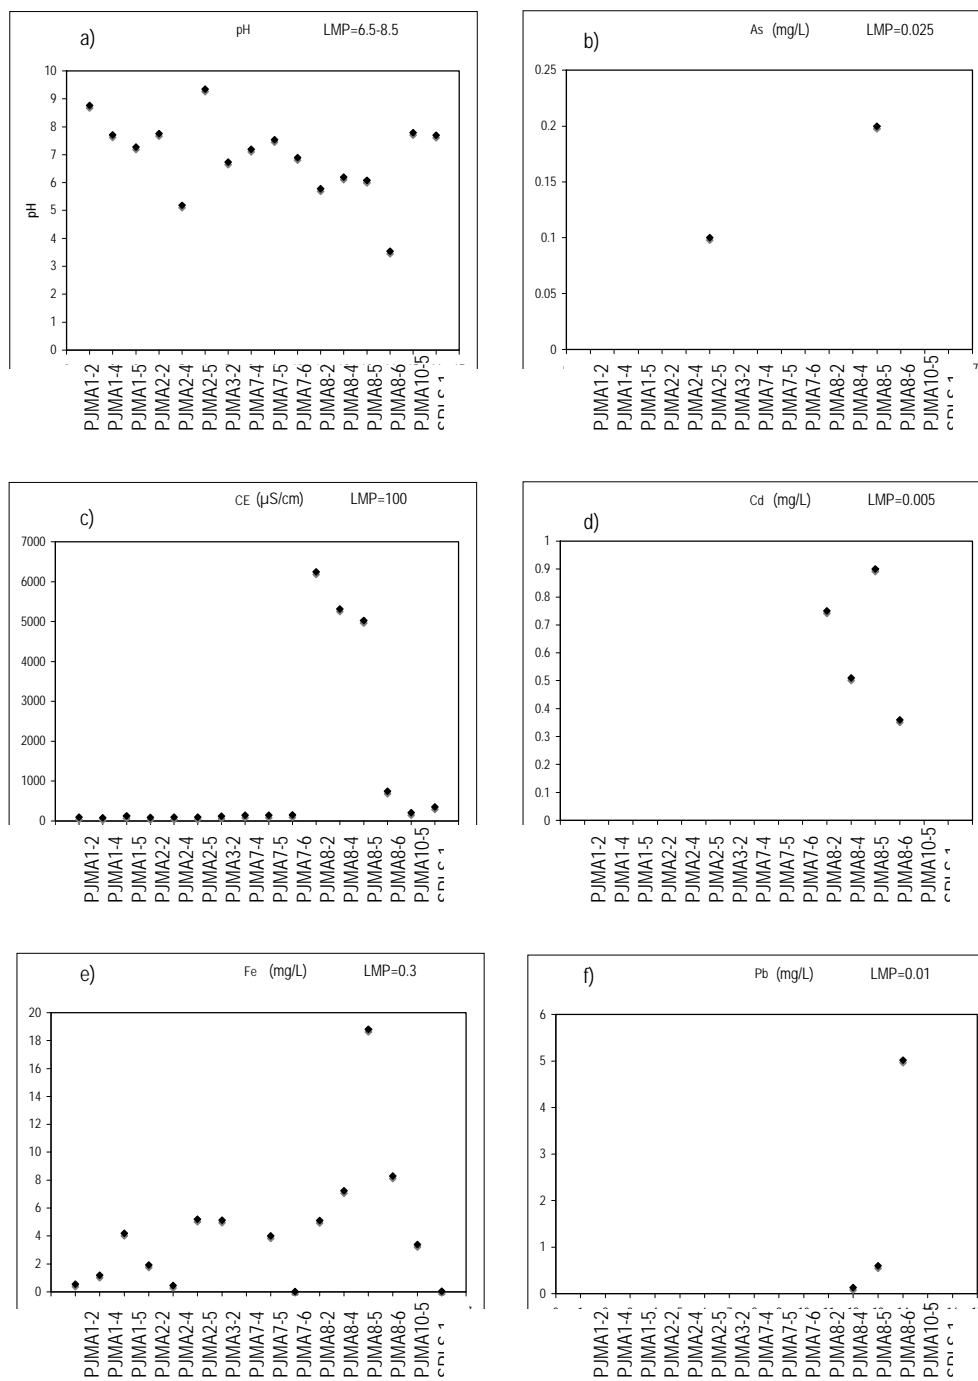 a) pH LMP=6.5-8.5
10
9
8
7
6
5
4
3
2
1
0
pH
PJMA1-2
PJMA1-4
PJMA1-5
PJMA2-2
PJMA2-4
PJMA2-5
PJMA3-2
PJMA7-4
PJMA7-5
PJMA7-6
PJMA8-2
PJMA8-4
PJMA8-5
PJMA8-6
PJMA10-5
b) As (mg/L) LMP=0.025
0.25
0.2
0.15
0.1
0.05
0
PJMA1-2
PJMA1-4
PJMA1-5
PJMA2-2
PJMA2-4
PJMA2-5
PJMA3-2
PJMA7-4
PJMA7-5
PJMA7-6
PJMA8-2
PJMA8-4
PJMA8-5
PJMA8-6
PJMA10-5
c) CE (µS/cm) LMP=100
7000
6000
5000
4000
3000
2000
1000
0
PJMA1-2
PJMA1-4
PJMA1-5
PJMA2-2
PJMA2-4
PJMA2-5
PJMA3-2
PJMA7-4
PJMA7-5
PJMA7-6
PJMA8-2
PJMA8-4
PJMA8-5
PJMA8-6
PJMA10-5
d) Cd (mg/L) LMP=0.005
1
0.9
0.8
0.7
0.6
0.5
0.4
0.3
0.2
0.1
0
PJMA1-2
PJMA1-4
PJMA1-5
PJMA2-2
PJMA2-4
PJMA2-5
PJMA3-2
PJMA7-4
PJMA7-5
PJMA7-6
PJMA8-2
PJMA8-4
PJMA8-5
PJMA8-6
PJMA10-5
e) Fe (mg/L) LMP=0.3
20
18
16
14
12
10
8
6
4
2
0
PJMA1-2
PJMA1-4
PJMA1-5
PJMA2-2
PJMA2-4
PJMA2-5
PJMA3-2
PJMA7-4
PJMA7-5
PJMA7-6
PJMA8-2
PJMA8-4
PJMA8-5
PJMA8-6
PJMA10-5
f) Pb (mg/L) LMP=0.01
6
5
4
3
2
1
0
PJMA1-2
PJMA1-4
PJMA1-5
PJMA2-2
PJMA2-4
PJMA2-5
PJMA3-2
PJMA7-4
PJMA7-5
PJMA7-6
PJMA8-2
PJMA8-4
PJMA8-5
PJMA8-6
PJMA10-5